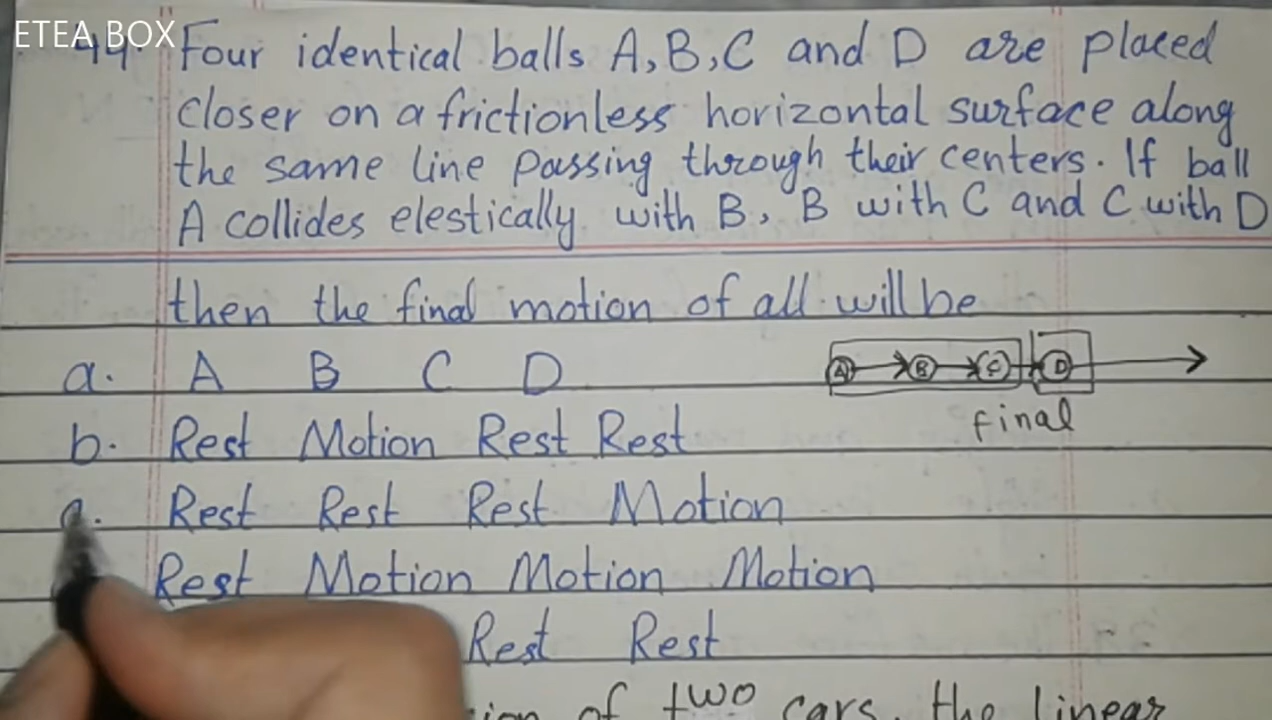 ETEA BOX
44. Four identical balls A, B, C and D are placed
closer on a frictionless horizontal surface along
the same line passing through their centers. If ball
A collides elestically with B, B with C and C with D
then the final motion of all will be
a. A B C D
A B C D
final
b. Rest Motion Rest Rest
Rest Rest Rest Motion
Rest Motion Motion Motion
Rest Rest
of two cars, the linear